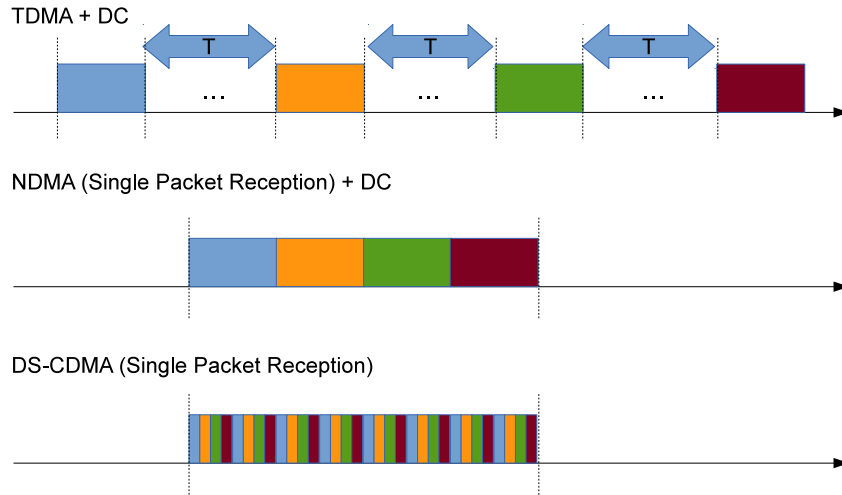 TDMA + DC
T T T
... ... ...
NDMA (Single Packet Reception) + DC
DS-CDMA (Single Packet Reception)